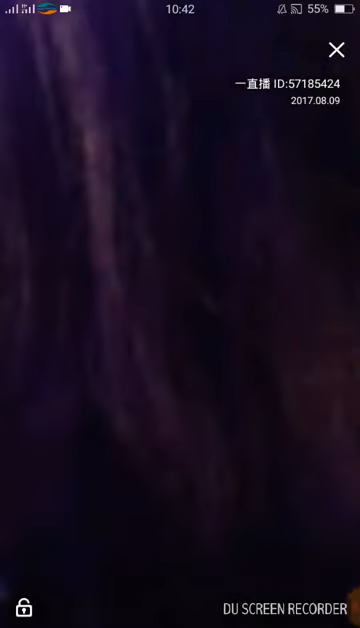 10:42
55%
一直播 ID:57185424
2017.08.09
DU SCREEN RECORDER